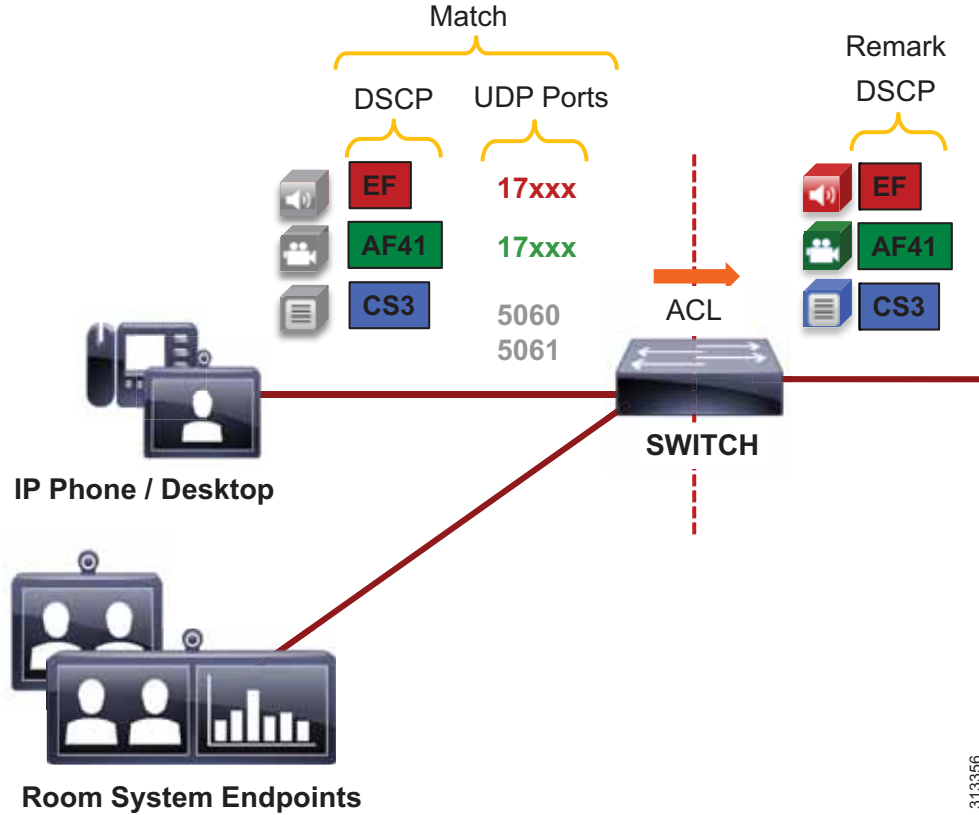 Match
Remark
DSCP
UDP Ports
DSCP
EF
17xxx
EF
AF41
17xxx
AF41
CS3
5060
5061
ACL
CS3
SWITCH
IP Phone / Desktop
Room System Endpoints
313356